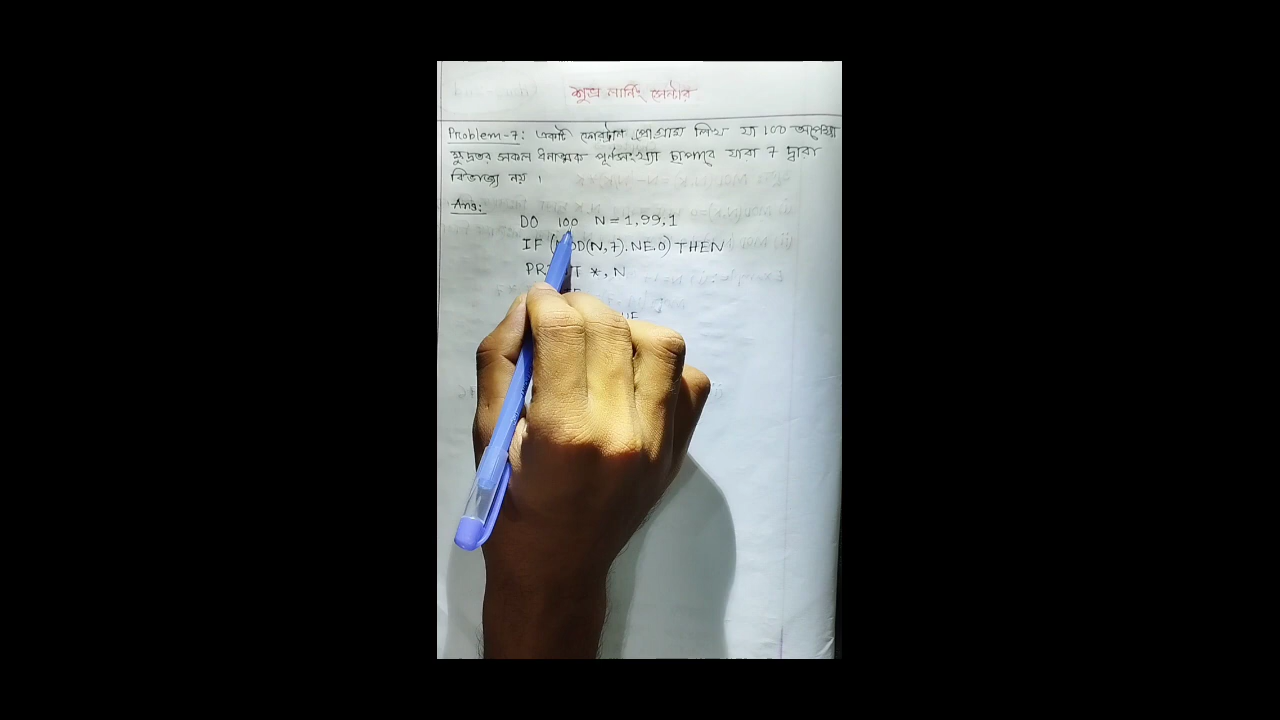 শুভ লার্নিং সেন্টার
Problem-7: একটি ফোরট্রান প্রোগ্রাম লিখ যা 100 অপেক্ষা
ক্ষুদ্রতর সকল ধনাত্মক পূর্ণসংখ্যা ছাপাবে যারা 7 দ্বারা
বিভাজ্য নয় ।
Ans:
DO 100 N = 1,99,1
IF (MOD(N,7).NE.0) THEN
PRINT *, N